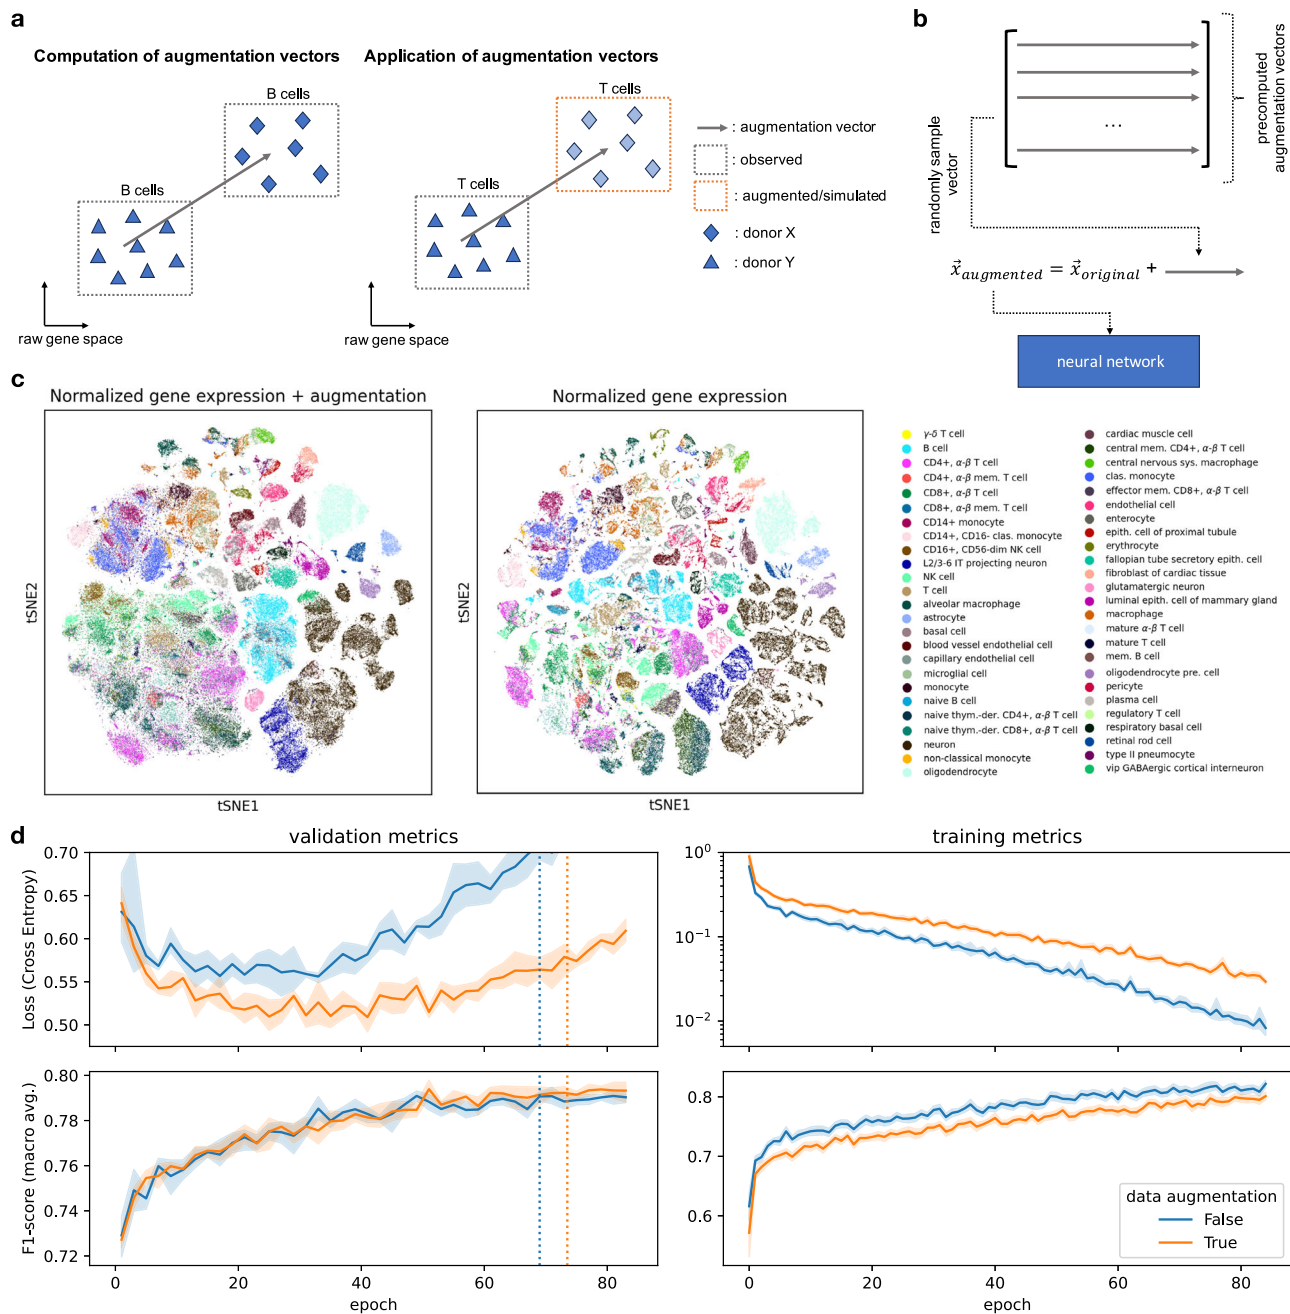 a
Computation of augmentation vectors
Application of augmentation vectors
B cells
B cells
T cells
T cells
raw gene space
raw gene space
: augmentation vector
: observed
: augmented/simulated
: donor X
: donor Y
b
randomly sample
vector
...
precomputed
augmentation vectors
x⃗augmented = x⃗original +
neural network
c
Normalized gene expression + augmentation
tSNE2
tSNE1
Normalized gene expression
tSNE2
tSNE1
γ-δ T cell
B cell
CD4+, α-β T cell
CD4+, α-β mem. T cell
CD8+, α-β T cell
CD8+, α-β mem. T cell
CD14+ monocyte
CD14+, CD16- clas. monocyte
CD16+, CD56-dim NK cell
L2/3-6 IT projecting neuron
NK cell
T cell
alveolar macrophage
astrocyte
basal cell
blood vessel endothelial cell
capillary endothelial cell
microglial cell
monocyte
naive B cell
naive thym.-der. CD4+, α-β T cell
naive thym.-der. CD8+, α-β T cell
neuron
non-classical monocyte
oligodendrocyte
cardiac muscle cell
central mem. CD4+, α-β T cell
central nervous sys. macrophage
clas. monocyte
effector mem. CD8+, α-β T cell
endothelial cell
enterocyte
epith. cell of proximal tubule
erythrocyte
fallopian tube secretory epith. cell
fibroblast of cardiac tissue
glutamatergic neuron
luminal epith. cell of mammary gland
macrophage
mature α-β T cell
mature T cell
mem. B cell
oligodendrocyte pre. cell
pericyte
plasma cell
regulatory T cell
respiratory basal cell
retinal rod cell
type II pneumocyte
vip GABAergic cortical interneuron
d
validation metrics
Loss (Cross Entropy)
0.70
0.65
0.60
0.55
0.50
training metrics
10⁰
10⁻¹
10⁻²
F1-score (macro avg.)
0.80
0.78
0.76
0.74
0.72
0 20 40 60 80
epoch
0.8
0.7
0.6
0 20 40 60 80
epoch
data augmentation
False
True